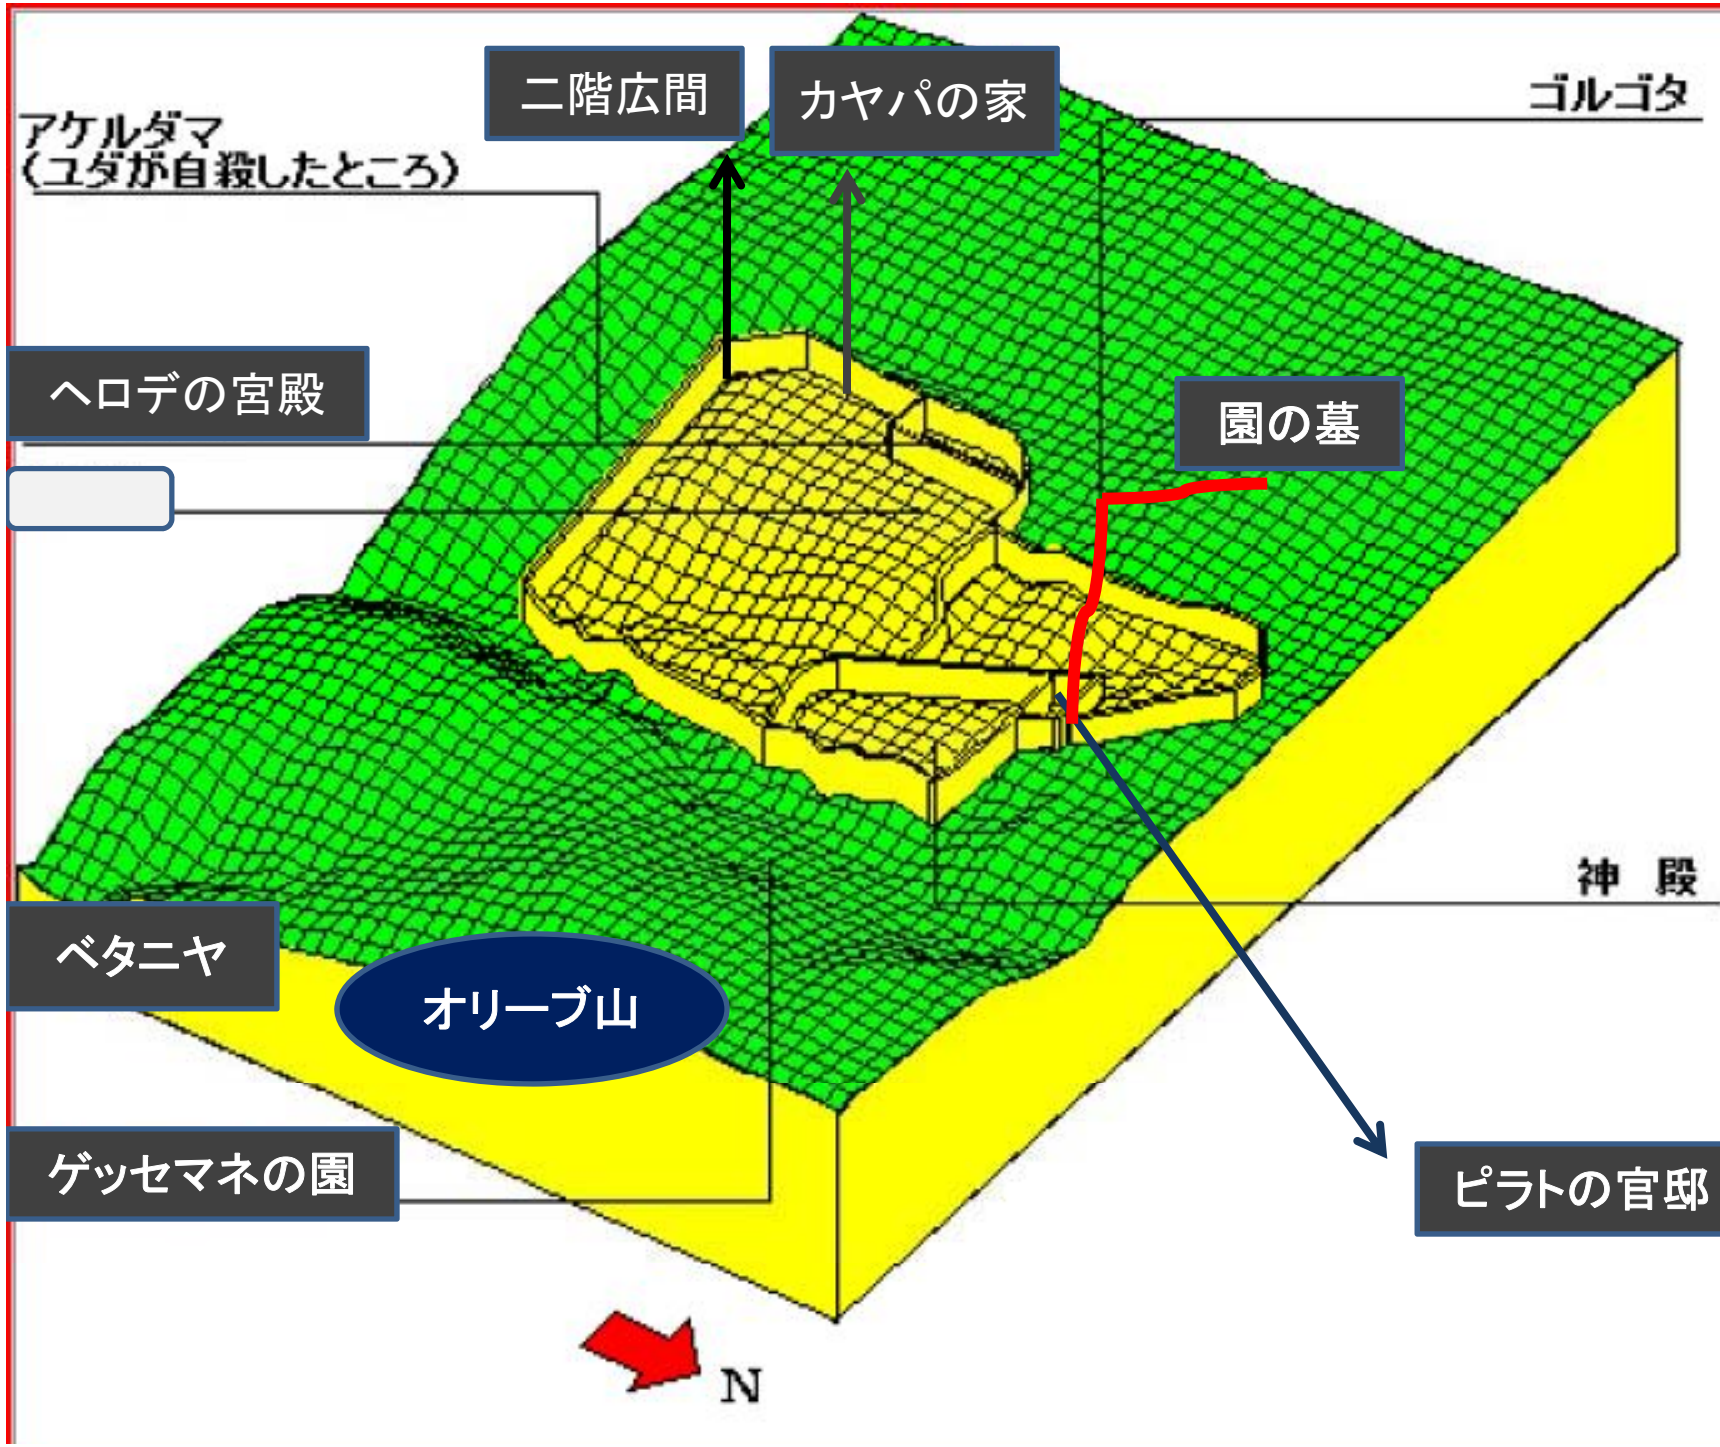 二階広間
カヤパの家
ゴルゴタ
アケルダマ
(ユダが自殺したところ)
ヘロデの宮殿
園の墓
神 殿
ベタニヤ
オリーブ山
ゲッセマネの園
ピラトの官邸
N